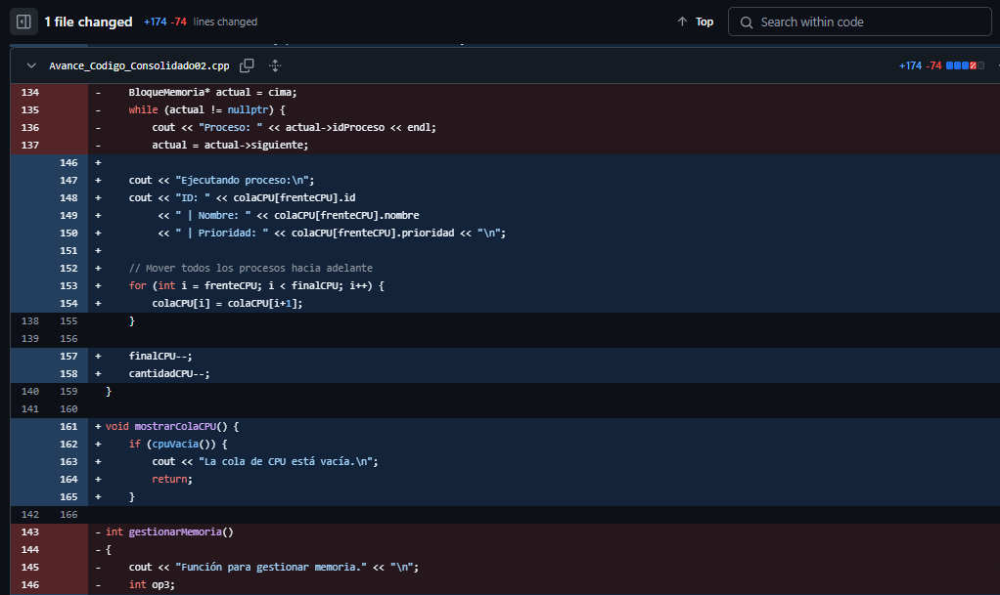 1 file changed +174 -74 lines changed Top Search within code
Avance_Codigo_Consolidado02.cpp +174 -74
134 - BloqueMemoria* actual = cima;
135 - while (actual != nullptr) {
136 - cout << "Proceso: " << actual->idProceso << endl;
137 - actual = actual->siguiente;
146 +
147 + cout << "Ejecutando proceso:\n";
148 + cout << "ID: " << colaCPU[frenteCPU].id
149 + << " | Nombre: " << colaCPU[frenteCPU].nombre
150 + << " | Prioridad: " << colaCPU[frenteCPU].prioridad << "\n";
151 +
152 + // Mover todos los procesos hacia adelante
153 + for (int i = frenteCPU; i < finalCPU; i++) {
154 + colaCPU[i] = colaCPU[i+1];
138 155 }
139 156
157 + finalCPU--;
158 + cantidadCPU--;
140 159 }
141 160
161 + void mostrarColaCPU() {
162 + if (cpuVacia()) {
163 + cout << "La cola de CPU está vacía.\n";
164 + return;
165 + }
142 166
143 - int gestionarMemoria()
144 - {
145 - cout << "Función para gestionar memoria." << "\n";
146 - int op3;